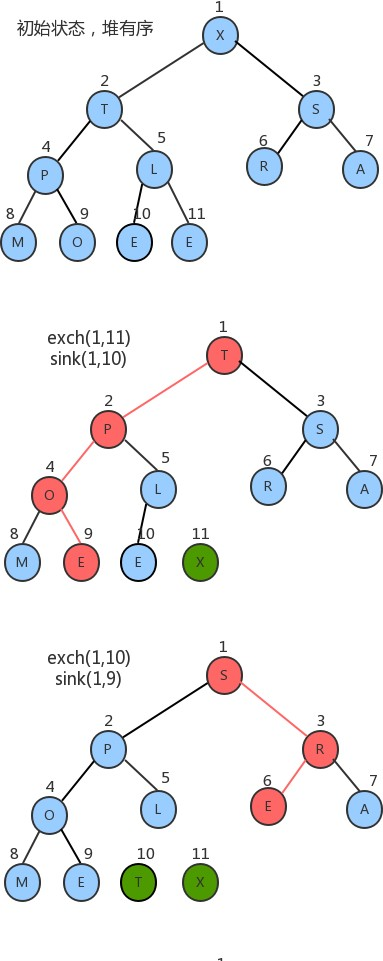 1
初始状态，堆有序
X
2
3
T
S
4
5
6
7
P
L
R
A
8
9
10
11
M
O
E
E
1
exch(1,11)
sink(1,10)
T
2
3
P
S
4
5
6
7
O
L
R
A
8
9
10
11
M
E
E
X
1
exch(1,10)
sink(1,9)
S
2
3
P
R
4
5
6
7
O
L
E
A
8
9
10
11
M
E
T
X